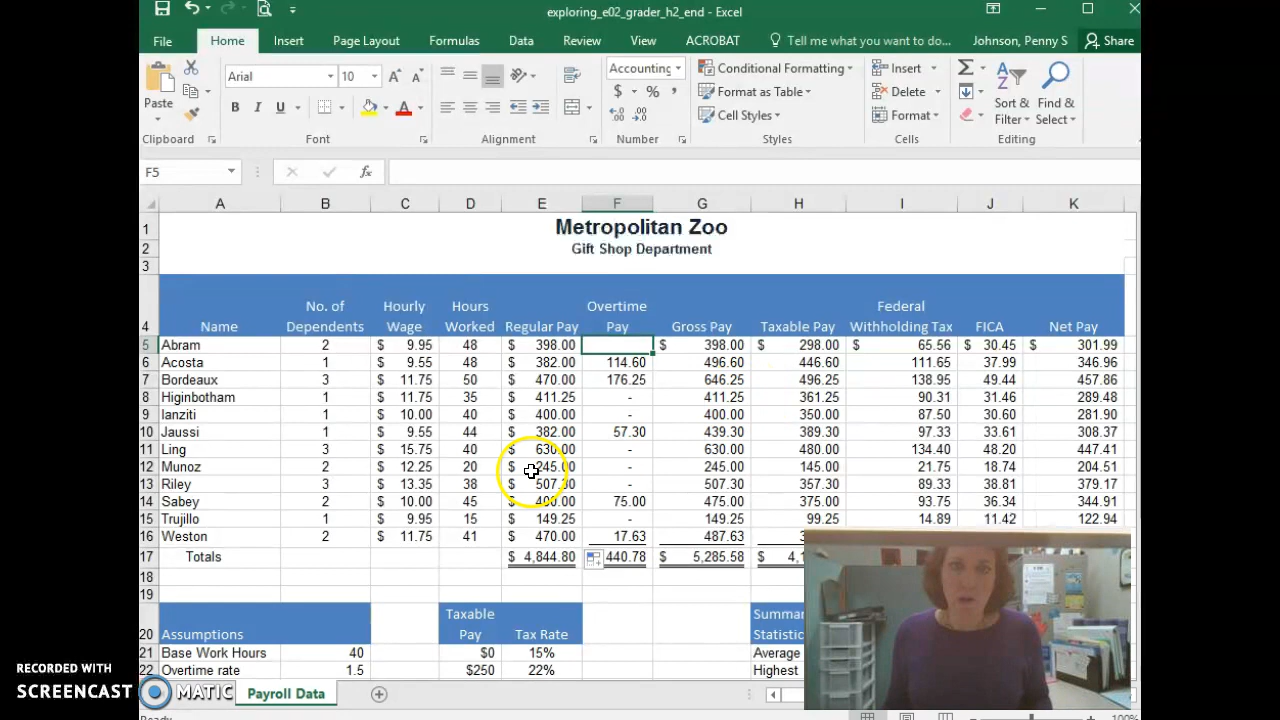 exploring_e02_grader_h2_end - Excel
File Home Insert Page Layout Formulas Data Review View ACROBAT Tell me what you want to do... Johnson, Penny S Share
Paste Arial 10 Accounting Conditional Formatting Insert
B I U A $ % , Format as Table Delete Sort & Find &
Cell Styles Format Filter Select
Clipboard Font Alignment Number Styles Cells Editing
F5 fx
A B C D E F G H I J K
1 Metropolitan Zoo
2 Gift Shop Department
3
No. of Hourly Hours Overtime Federal
4 Name Dependents Wage Worked Regular Pay Pay Gross Pay Taxable Pay Withholding Tax FICA Net Pay
5 Abram 2 $ 9.95 48 $ 398.00 $ 398.00 $ 298.00 $ 65.56 $ 30.45 $ 301.99
6 Acosta 1 $ 9.55 48 $ 382.00 114.60 496.60 446.60 111.65 37.99 346.96
7 Bordeaux 3 $ 11.75 50 $ 470.00 176.25 646.25 496.25 138.95 49.44 457.86
8 Higinbotham 1 $ 11.75 35 $ 411.25 - 411.25 361.25 90.31 31.46 289.48
9 Ianziti 1 $ 10.00 40 $ 400.00 - 400.00 350.00 87.50 30.60 281.90
10 Jaussi 1 $ 9.55 44 $ 382.00 57.30 439.30 389.30 97.33 33.61 308.37
11 Ling 3 $ 15.75 40 $ 630.00 - 630.00 480.00 134.40 48.20 447.41
12 Munoz 2 $ 12.25 20 $ 245.00 - 245.00 145.00 21.75 18.74 204.51
13 Riley 3 $ 13.35 38 $ 507.30 - 507.30 357.30 89.33 38.81 379.17
14 Sabey 2 $ 10.00 45 $ 400.00 75.00 475.00 375.00 93.75 36.34 344.91
15 Trujillo 1 $ 9.95 15 $ 149.25 - 149.25 99.25 14.89 11.42 122.94
16 Weston 2 $ 11.75 41 $ 470.00 17.63 487.63
17 Totals $ 4,844.80 440.78 $ 5,285.58 $
18
19
Taxable Summa
20 Assumptions Pay Tax Rate Statistic
21 Base Work Hours 40 $0 15% Average
22 Overtime rate 1.5 $250 22% Highest
Payroll Data
100%
RECORDED WITH
SCREENCAST MATIC